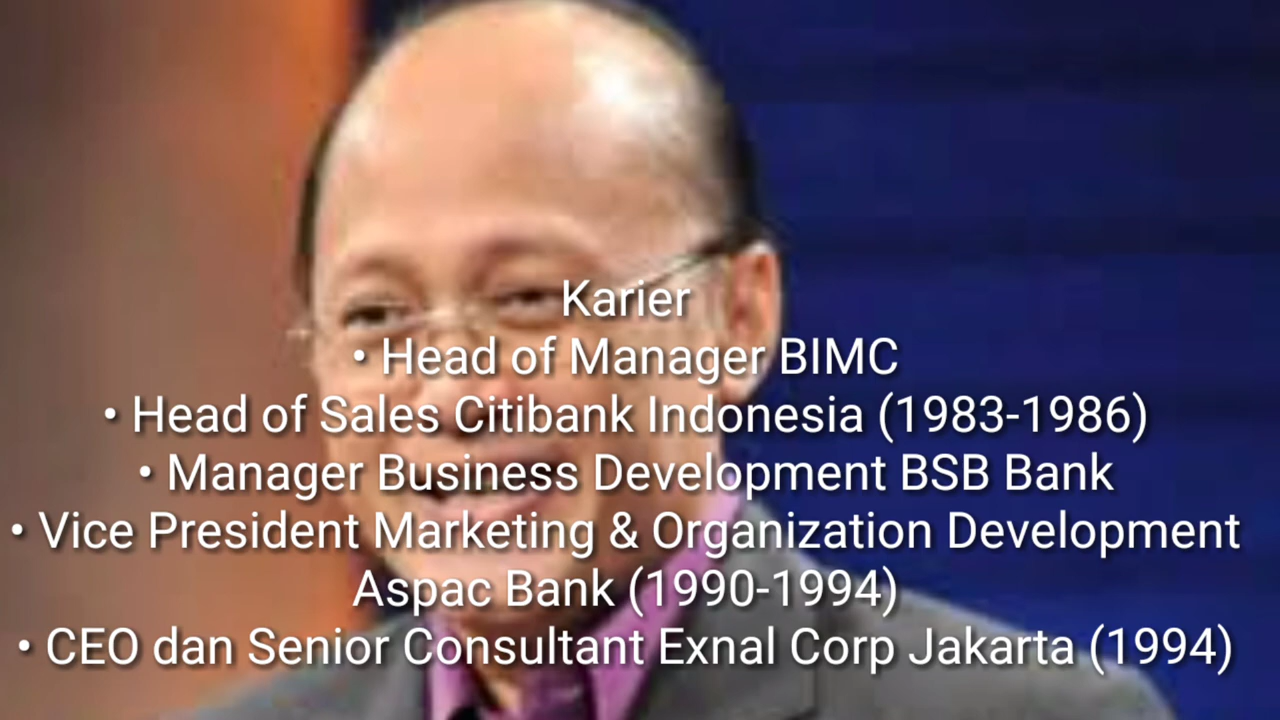 Karier
• Head of Manager BIMC
• Head of Sales Citibank Indonesia (1983-1986)
• Manager Business Development BSB Bank
• Vice President Marketing & Organization Development
Aspac Bank (1990-1994)
• CEO dan Senior Consultant Exnal Corp Jakarta (1994)